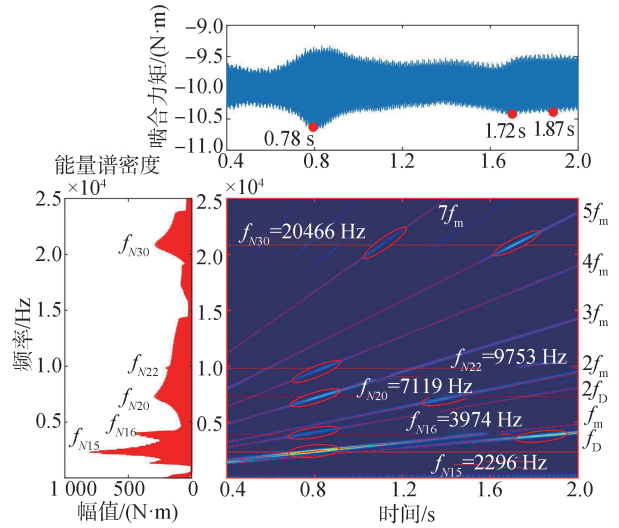 啮合力矩/(N·m)
−9.0
−9.5
−10.0
−10.5
−11.0
0.78 s
1.72 s
1.87 s
0.4
0.8
1.2
1.6
2.0
能量谱密度
×10⁴
2.5
2.0
1.5
1.0
0.5
频率/Hz
f_N30
f_N22
f_N20
f_N16
f_N15
1 000
500
0
幅值/(N·m)
×10⁴
2.5
2.0
1.5
1.0
0.5
7f_m
5f_m
4f_m
3f_m
2f_m
2f_D
f_m
f_D
f_N30=20466 Hz
f_N22=9753 Hz
f_N20=7119 Hz
f_N16=3974 Hz
f_N15=2296 Hz
0.4
0.8
1.2
1.6
2.0
时间/s